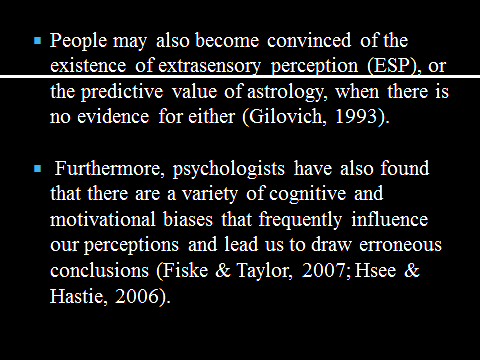 People may also become convinced of the
existence of extrasensory perception (ESP), or
the predictive value of astrology, when there is
no evidence for either (Gilovich, 1993).
Furthermore, psychologists have also found
that there are a variety of cognitive and
motivational biases that frequently influence
our perceptions and lead us to draw erroneous
conclusions (Fiske & Taylor, 2007; Hsee &
Hastie, 2006).